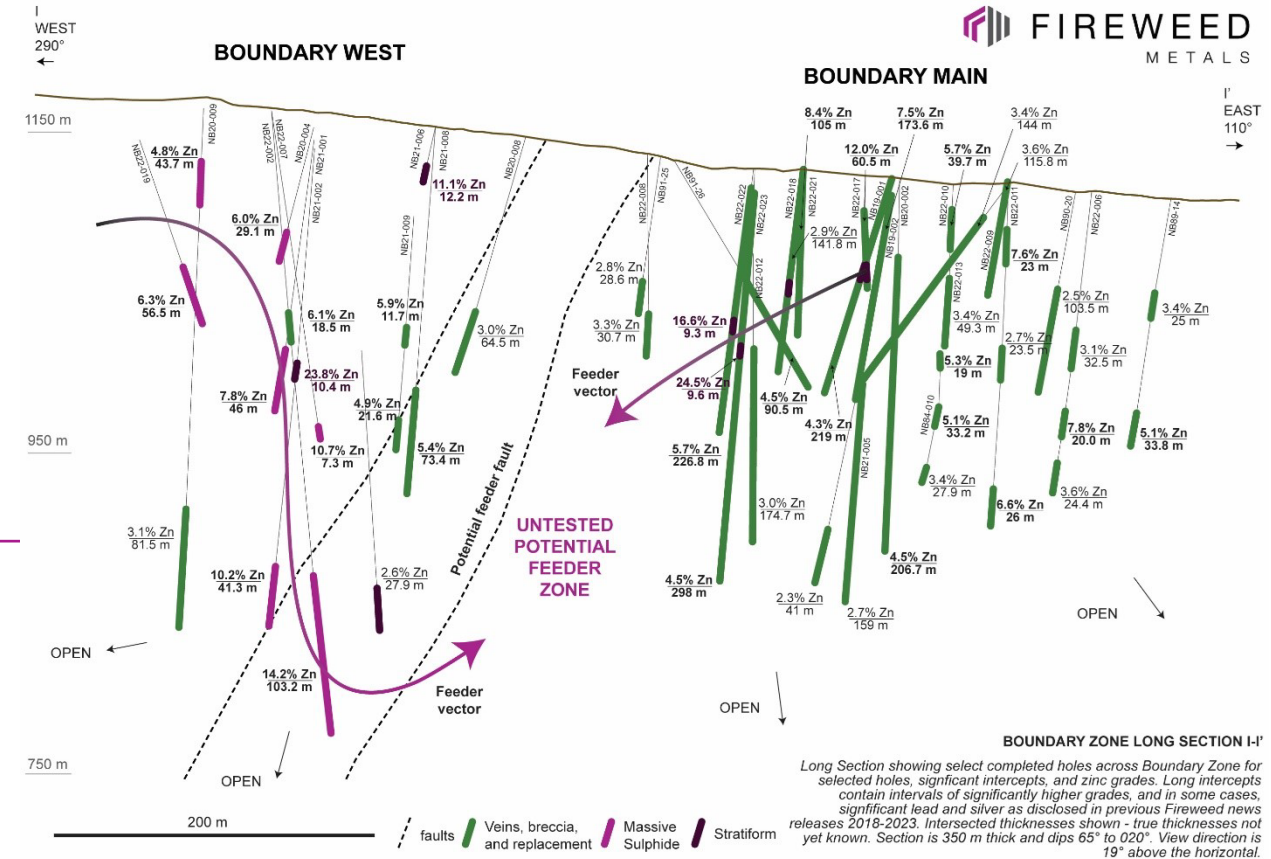 I
WEST
290°
BOUNDARY WEST
FIREWEED
METALS
BOUNDARY MAIN
I'
EAST
110°
1150 m
950 m
750 m
NB22-019
NB20-009
NB22-002
NB22-007
NB20-004
NB21-001
NB21-002
NB21-006
NB21-008
NB21-009
NB20-008
4.8% Zn
43.7 m
6.0% Zn
29.1 m
6.3% Zn
56.5 m
11.1% Zn
12.2 m
6.1% Zn
18.5 m
5.9% Zn
11.7 m
23.8% Zn
10.4 m
7.8% Zn
46 m
4.9% Zn
21.6 m
10.7% Zn
7.3 m
5.4% Zn
73.4 m
3.0% Zn
64.5 m
3.1% Zn
81.5 m
10.2% Zn
41.3 m
2.6% Zn
27.9 m
14.2% Zn
103.2 m
OPEN
OPEN
Feeder
vector
Potential feeder fault
UNTESTED
POTENTIAL
FEEDER
ZONE
Feeder
vector
NB22-008
NB91-25
NB91-26
NB22-022
NB22-023
NB22-012
NB22-018
NB22-021
NB22-017
NB19-001
NB19-002
NB20-002
NB22-010
NB22-013
NB22-009
NB22-011
NB84-010
NB21-005
NB90-20
NB22-006
NB89-14
8.4% Zn
105 m
7.5% Zn
173.6 m
3.4% Zn
144 m
12.0% Zn
60.5 m
5.7% Zn
39.7 m
3.6% Zn
115.8 m
2.9% Zn
141.8 m
2.8% Zn
28.6 m
3.3% Zn
30.7 m
16.6% Zn
9.3 m
24.5% Zn
9.6 m
4.5% Zn
90.5 m
4.3% Zn
219 m
5.7% Zn
226.8 m
3.0% Zn
174.7 m
4.5% Zn
298 m
2.3% Zn
41 m
2.7% Zn
159 m
4.5% Zn
206.7 m
7.6% Zn
23 m
3.4% Zn
49.3 m
2.7% Zn
23.5 m
5.3% Zn
19 m
5.1% Zn
33.2 m
3.4% Zn
27.9 m
6.6% Zn
26 m
2.5% Zn
103.5 m
3.1% Zn
32.5 m
7.8% Zn
20.0 m
3.6% Zn
24.4 m
3.4% Zn
25 m
5.1% Zn
33.8 m
OPEN
OPEN
200 m
faults
Veins, breccia,
and replacement
Massive
Sulphide
Stratiform
BOUNDARY ZONE LONG SECTION I-I'
Long Section showing select completed holes across Boundary Zone for
selected holes, signficant intercepts, and zinc grades. Long intercepts
contain intervals of significantly higher grades, and in some cases,
signfificant lead and silver as disclosed in previous Fireweed news
releases 2018-2023. Intersected thicknesses shown - true thicknesses not
yet known. Section is 350 m thick and dips 65° to 020°. View direction is
19° above the horizontal.